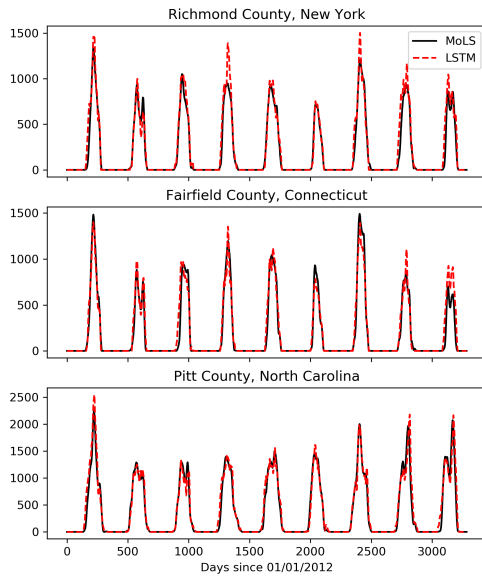 Richmond County, New York
1500
1000
500
0
MoLS
LSTM
Fairfield County, Connecticut
1500
1000
500
0
Pitt County, North Carolina
2500
2000
1500
1000
500
0
0 500 1000 1500 2000 2500 3000
Days since 01/01/2012